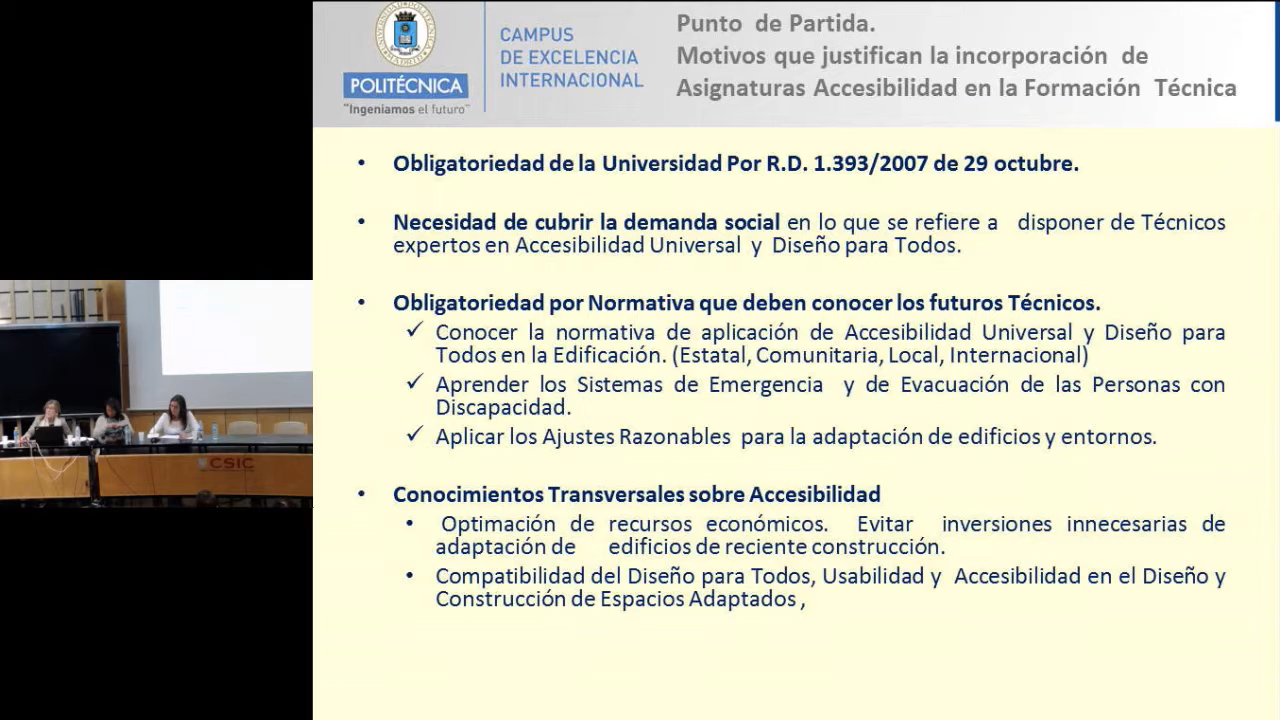 CAMPUS
DE EXCELENCIA
INTERNACIONAL
POLITÉCNICA
"Ingeniamos el futuro"
Punto de Partida.
Motivos que justifican la incorporación de
Asignaturas Accesibilidad en la Formación Técnica
• Obligatoriedad de la Universidad Por R.D. 1.393/2007 de 29 octubre.
• Necesidad de cubrir la demanda social en lo que se refiere a disponer de Técnicos
expertos en Accesibilidad Universal y Diseño para Todos.
• Obligatoriedad por Normativa que deben conocer los futuros Técnicos.
✓ Conocer la normativa de aplicación de Accesibilidad Universal y Diseño para
Todos en la Edificación. (Estatal, Comunitaria, Local, Internacional)
✓ Aprender los Sistemas de Emergencia y de Evacuación de las Personas con
Discapacidad.
✓ Aplicar los Ajustes Razonables para la adaptación de edificios y entornos.
• Conocimientos Transversales sobre Accesibilidad
• Optimación de recursos económicos. Evitar inversiones innecesarias de
adaptación de edificios de reciente construcción.
• Compatibilidad del Diseño para Todos, Usabilidad y Accesibilidad en el Diseño y
Construcción de Espacios Adaptados ,
CSIC